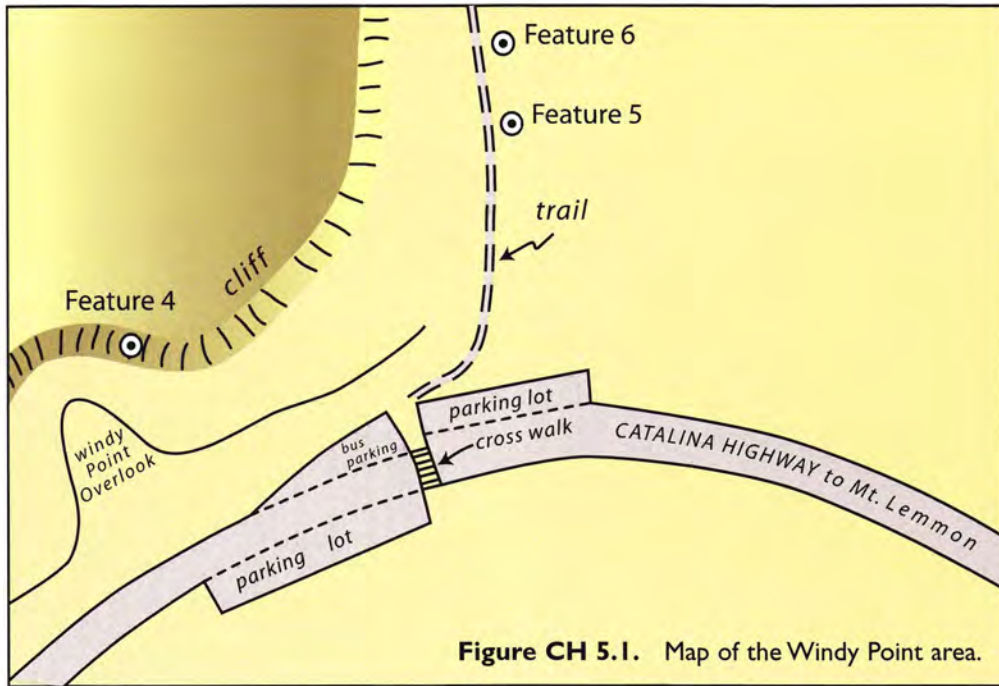 Feature 6
Feature 5
trail
cliff
Feature 4
parking lot
cross walk
bus
parking
windy
Point
Overlook
CATALINA HIGHWAY to Mt. Lemmon
parking lot
Figure CH 5.1. Map of the Windy Point area.